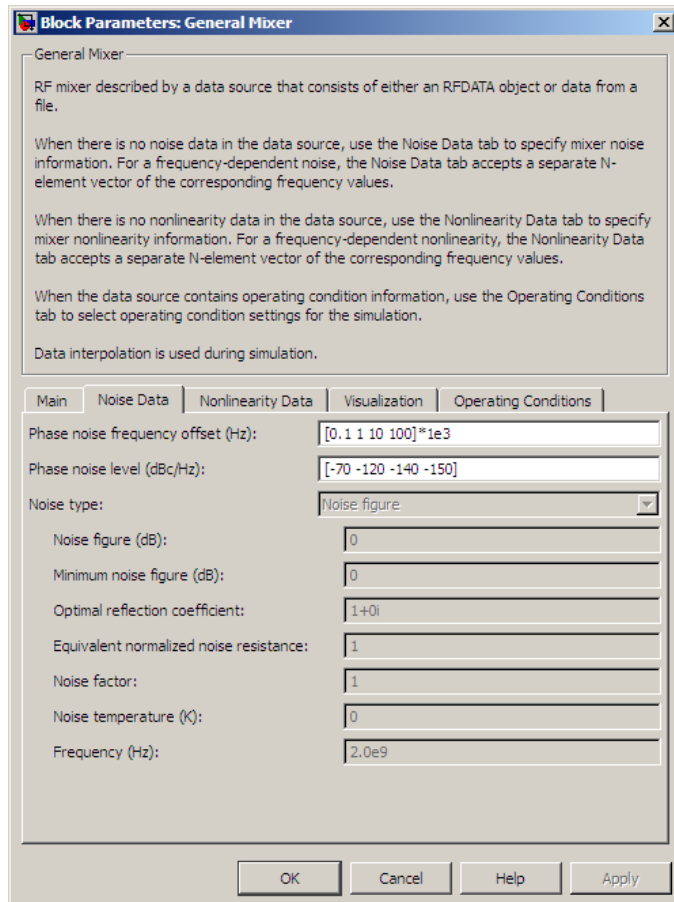 Block Parameters: General Mixer
General Mixer
RF mixer described by a data source that consists of either an RFDATA object or data from a
file.
When there is no noise data in the data source, use the Noise Data tab to specify mixer noise
information. For a frequency-dependent noise, the Noise Data tab accepts a separate N-
element vector of the corresponding frequency values.
When there is no nonlinearity data in the data source, use the Nonlinearity Data tab to specify
mixer nonlinearity information. For a frequency-dependent nonlinearity, the Nonlinearity Data
tab accepts a separate N-element vector of the corresponding frequency values.
When the data source contains operating condition information, use the Operating Conditions
tab to select operating condition settings for the simulation.
Data interpolation is used during simulation.
Main Noise Data Nonlinearity Data Visualization Operating Conditions
Phase noise frequency offset (Hz): [0.1 1 10 100]*1e3
Phase noise level (dBc/Hz): [-70 -120 -140 -150]
Noise type: Noise figure
Noise figure (dB): 0
Minimum noise figure (dB): 0
Optimal reflection coefficient: 1+0i
Equivalent normalized noise resistance: 1
Noise factor: 1
Noise temperature (K): 0
Frequency (Hz): 2.0e9
OK Cancel Help Apply